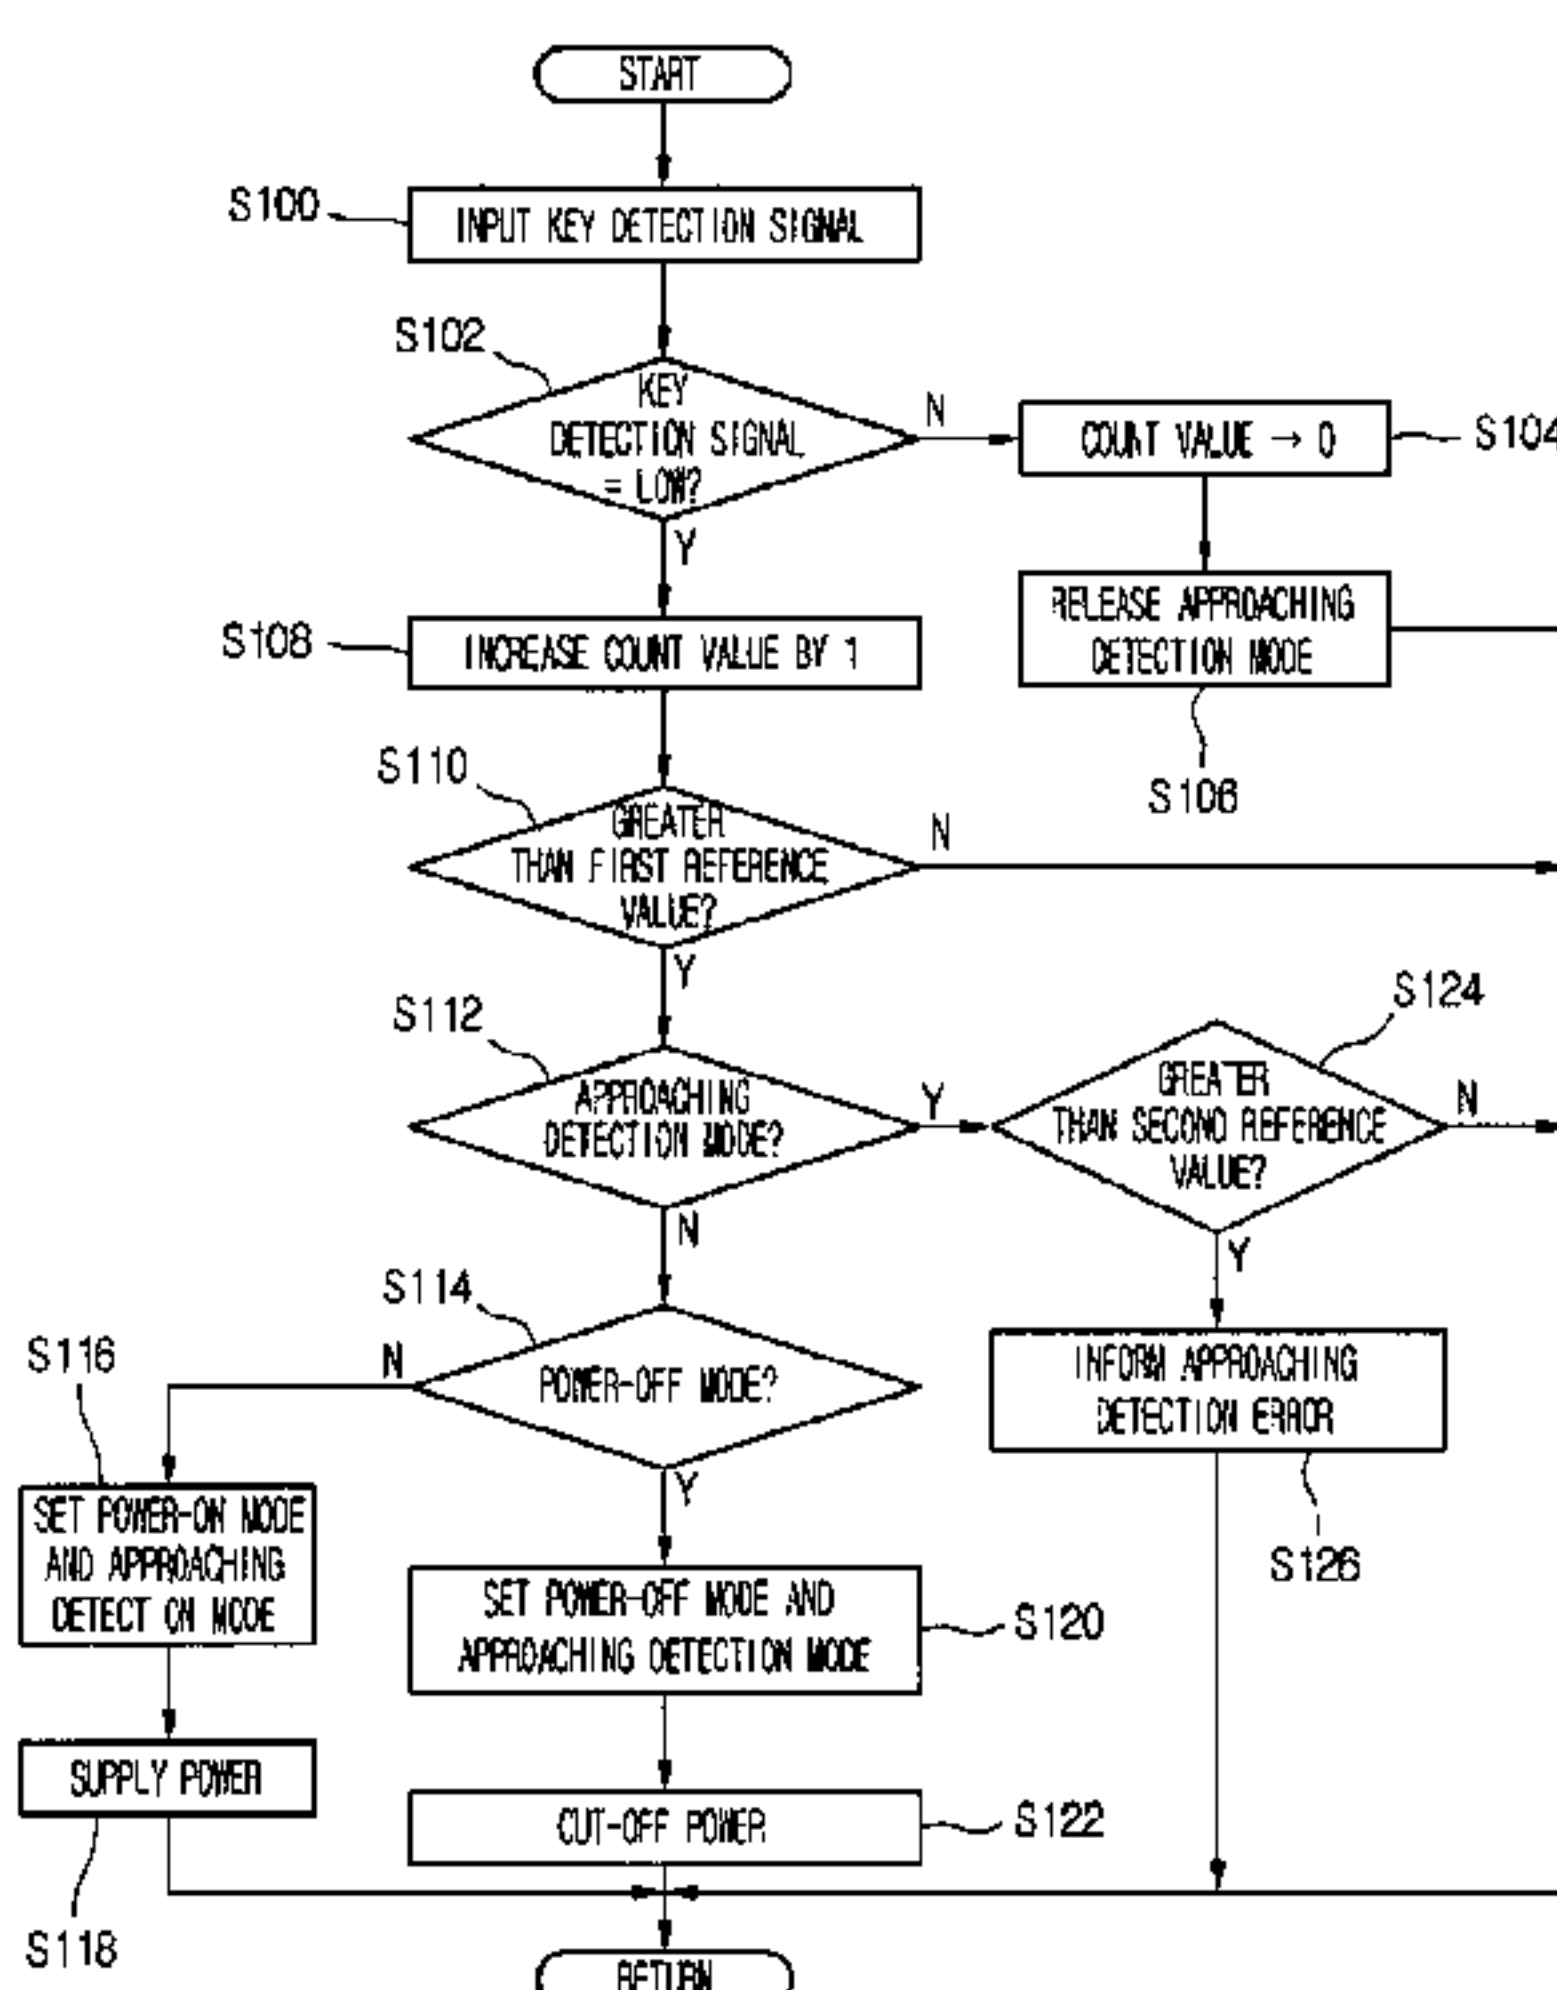 START
S100
INPUT KEY DETECTION SIGNAL
S102
KEY
DETECTION SIGNAL
= LOW?
N
COUNT VALUE → 0
S104
Y
RELEASE APPROACHING
DETECTION MODE
S106
S108
INCREASE COUNT VALUE BY 1
S110
GREATER
THAN FIRST REFERENCE
VALUE?
N
Y
S112
APPROACHING
DETECTION MODE?
Y
S124
GREATER
THAN SECOND REFERENCE
VALUE?
N
N
Y
S114
POWER-OFF MODE?
N
INFORM APPROACHING
DETECTION ERROR
S126
S116
SET POWER-ON MODE
AND APPROACHING
DETECT ON MODE
Y
SET POWER-OFF MODE AND
APPROACHING DETECTION MODE
S120
SUPPLY POWER
S118
CUT-OFF POWER
S122
RETURN